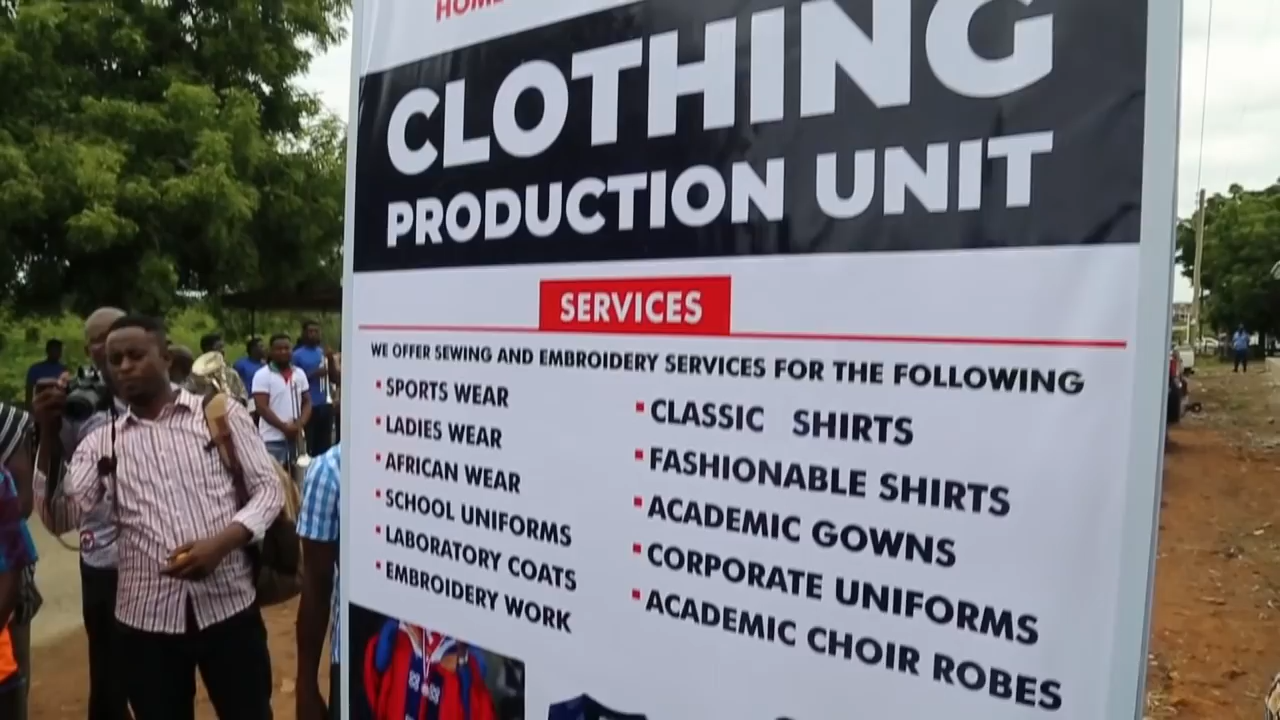 CLOTHING
PRODUCTION UNIT
SERVICES
WE OFFER SEWING AND EMBROIDERY SERVICES FOR THE FOLLOWING
SPORTS WEAR
LADIES WEAR
AFRICAN WEAR
SCHOOL UNIFORMS
LABORATORY COATS
EMBROIDERY WORK
CLASSIC SHIRTS
FASHIONABLE SHIRTS
ACADEMIC GOWNS
CORPORATE UNIFORMS
ACADEMIC CHOIR ROBES